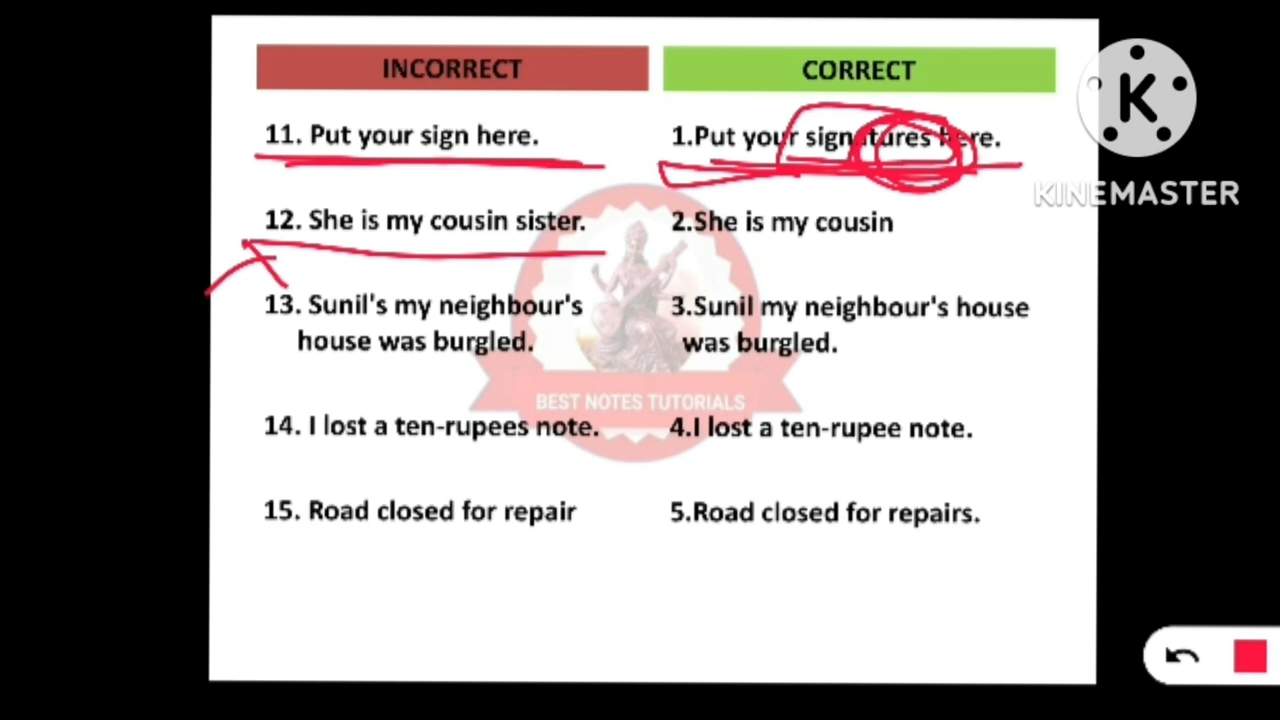 INCORRECT
CORRECT
11. Put your sign here.
1.Put your signatures here.
KINEMASTER
12. She is my cousin sister.
2.She is my cousin
13. Sunil's my neighbour's
house was burgled.
3.Sunil my neighbour's house
was burgled.
BEST NOTES TUTORIALS
14. I lost a ten-rupees note.
4.I lost a ten-rupee note.
15. Road closed for repair
5.Road closed for repairs.